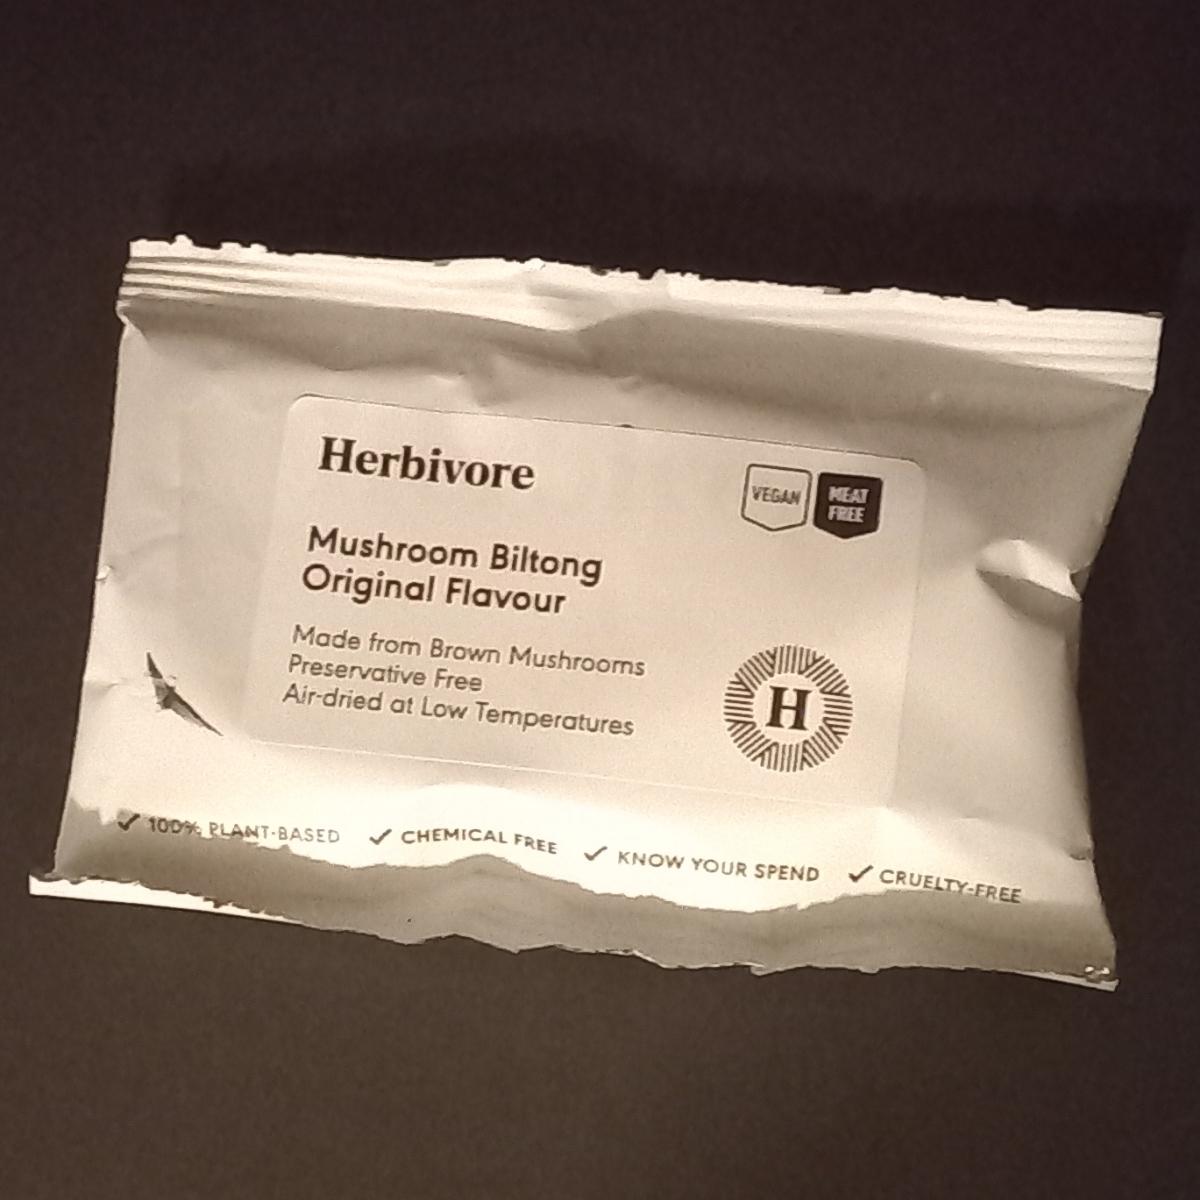 Herbivore
VEGAN
MEAT
FREE
Mushroom Biltong
Original Flavour
Made from Brown Mushrooms
Preservative Free
Air-dried at Low Temperatures
H
✓ 100% PLANT-BASED ✓ CHEMICAL FREE ✓ KNOW YOUR SPEND ✓ CRUELTY-FREE